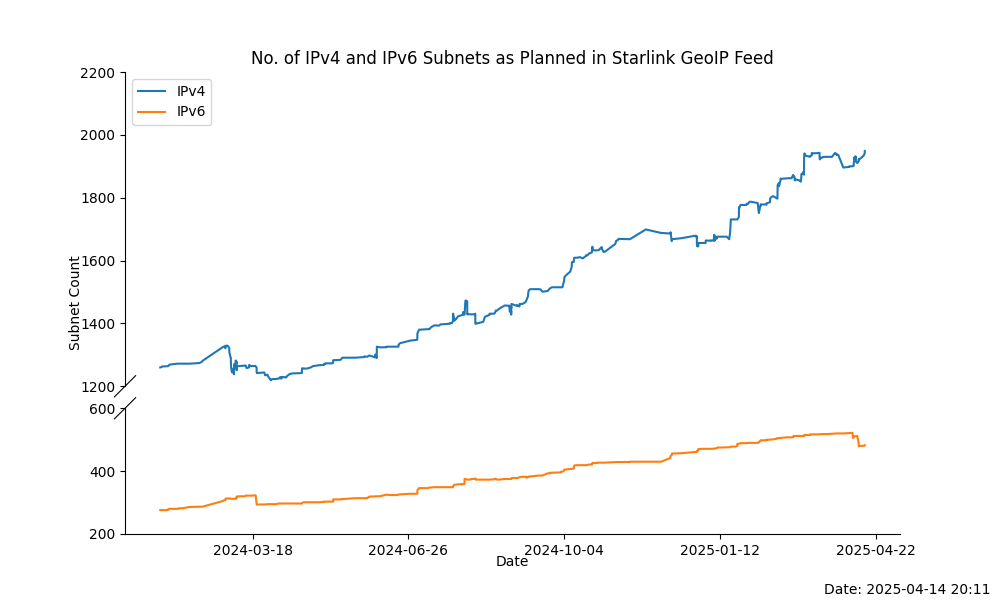 No. of IPv4 and IPv6 Subnets as Planned in Starlink GeoIP Feed
IPv4
IPv6
2200
2000
1800
1600
1400
1200
600
400
200
Subnet Count
2024-03-18
2024-06-26
2024-10-04
2025-01-12
2025-04-22
Date
Date: 2025-04-14 20:11